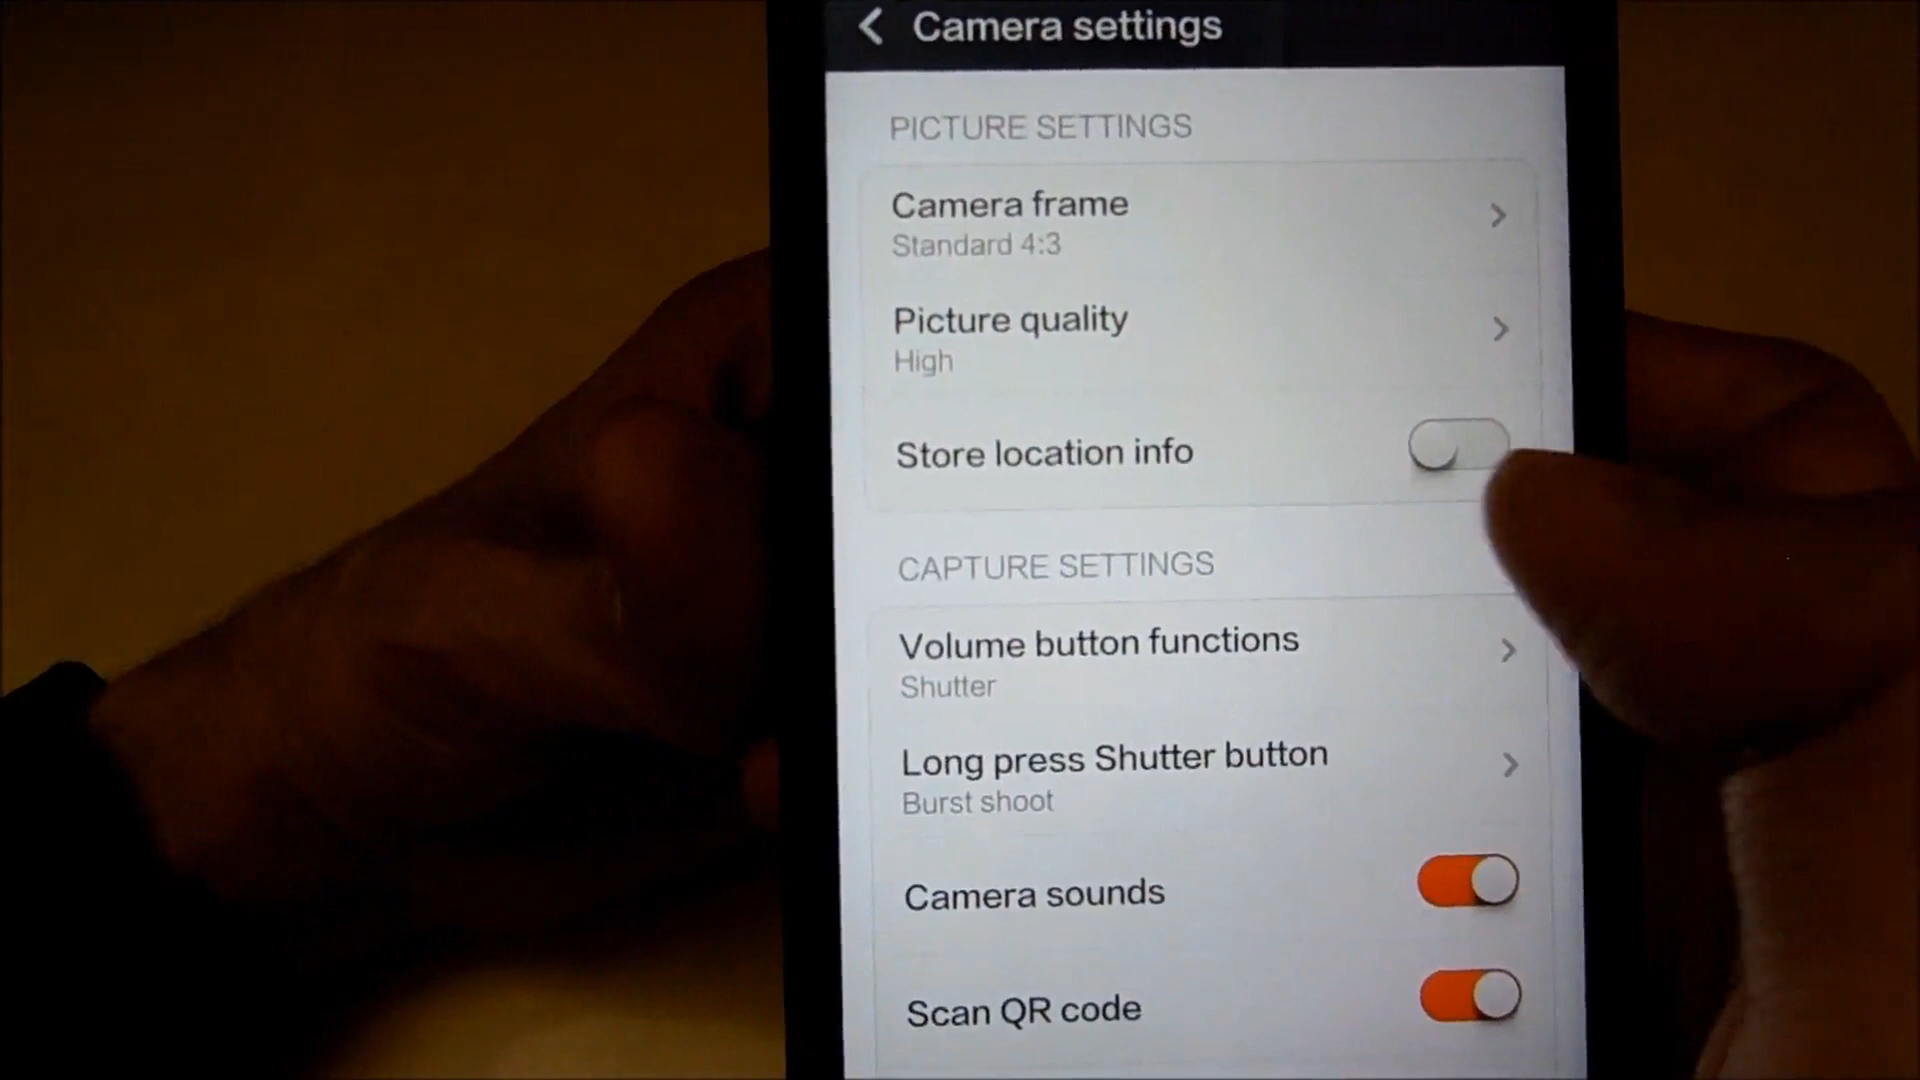 Camera settings
PICTURE SETTINGS
Camera frame
Standard 4:3
Picture quality
High
Store location info
CAPTURE SETTINGS
Volume button functions
Shutter
Long press Shutter button
Burst shoot
Camera sounds
Scan QR code